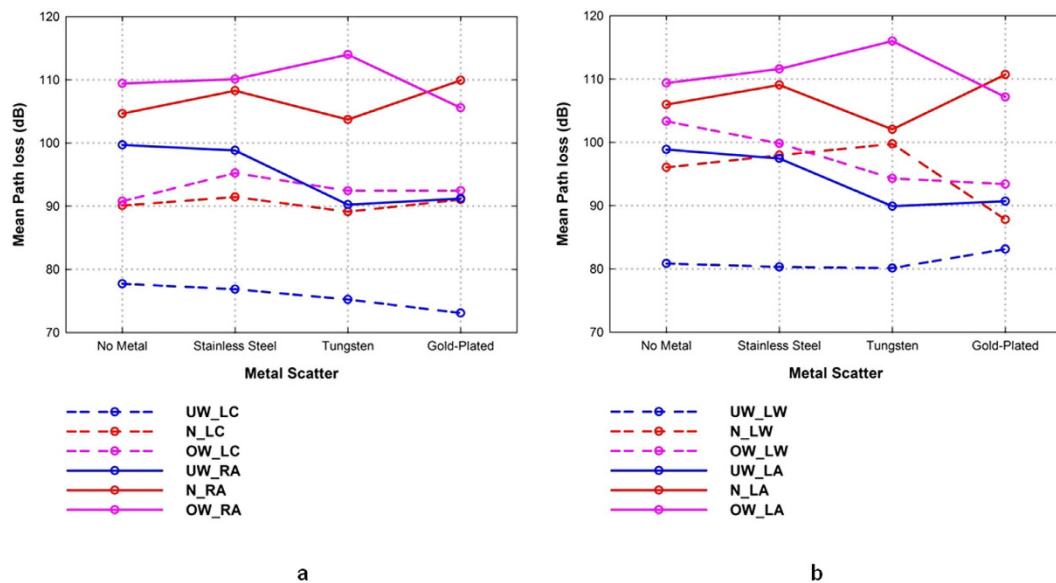 120
110
100
90
80
70
Mean Path loss (dB)
No Metal
Stainless Steel
Tungsten
Gold-Plated
Metal Scatter
UW_LC
N_LC
OW_LC
UW_RA
N_RA
OW_RA
a
120
110
100
90
80
70
Mean Path loss (dB)
No Metal
Stainless Steel
Tungsten
Gold-Plated
Metal Scatter
UW_LW
N_LW
OW_LW
UW_LA
N_LA
OW_LA
b